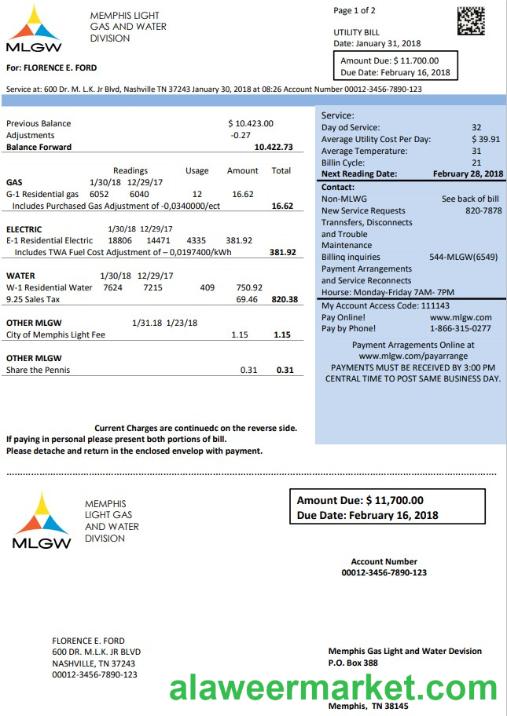 MEMPHIS LIGHT
GAS AND WATER
DIVISION
MLGW
Page 1 of 2
UTILITY BILL
Date: January 31, 2018
Amount Due: $ 11.700.00
Due Date: February 16, 2018
For: FLORENCE E. FORD
Service at: 600 Dr. M. L.K. Jr Blvd, Nashville TN 37243 January 30, 2018 at 08:26 Account Number 00012-3456-7890-123
Previous Balance $ 10.423.00
Adjustments -0.27
Balance Forward 10.422.73
Readings Usage Amount Total
GAS 1/30/18 12/29/17
G-1 Residential gas 6052 6040 12 16.62
Includes Purchased Gas Adjustment of -0,0340000/ect 16.62
ELECTRIC 1/30/18 12/29/17
E-1 Residential Electric 18806 14471 4335 381.92
Includes TWA Fuel Cost Adjustment of – 0,0197400/kWh 381.92
WATER 1/30/18 12/29/17
W-1 Residential Water 7624 7215 409 750.92
9.25 Sales Tax 69.46 820.38
OTHER MLGW 1/31.18 1/23/18
City of Memphis Light Fee 1.15 1.15
OTHER MLGW
Share the Pennis 0.31 0.31
Current Charges are continuedc on the reverse side.
If paying in personal please present both portions of bill.
Please detache and return in the enclosed envelop with payment.
Service:
Day od Service: 32
Average Utility Cost Per Day: $ 39.91
Average Temperature: 31
Billin Cycle: 21
Next Reading Date: February 28, 2018
Contact:
Non-MLWG See back of bill
New Service Requests 820-7878
Trannsfers, Disconnects
and Trouble
Maintenance
Billinq inquiries 544-MLGW(6549)
Payment Arrangements
and Service Reconnects
Hourse: Monday-Friday 7AM- 7PM
My Account Access Code: 111143
Pay Online! www.mlgw.com
Pay by Phone! 1-866-315-0277
Payment Arragements Online at
www.mlgw.com/payarrange
PAYMENTS MUST BE RECEIVED BY 3:00 PM
CENTRAL TIME TO POST SAME BUSINESS DAY.
MEMPHIS
LIGHT GAS
AND WATER
DIVISION
MLGW
Amount Due: $ 11,700.00
Due Date: February 16, 2018
Account Number
00012-3456-7890-123
FLORENCE E. FORD
600 DR. M.L.K. JR BLVD
NASHVILLE, TN 37243
00012-3456-7890-123
Memphis Gas Light and Water Division
P.O. Box 388
alaweermarket.com
Memphis, TN 38145